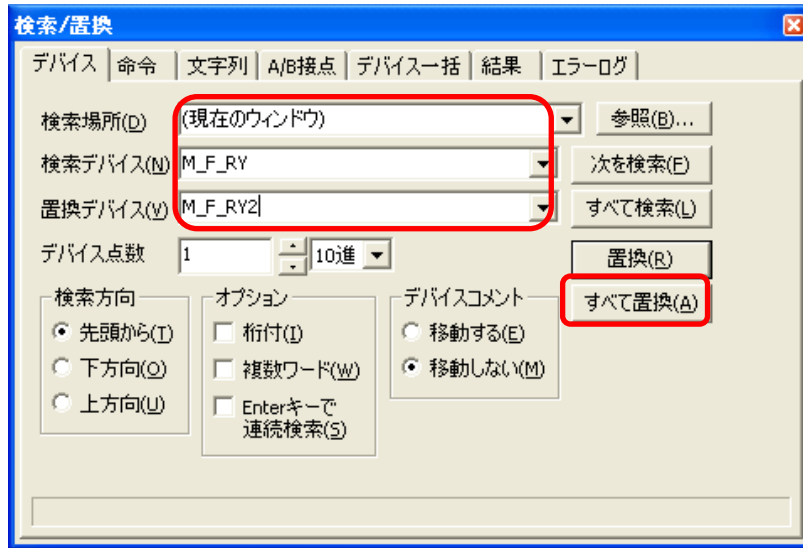 検索/置換
デバイス 命令 文字列 A/B接点 デバイス一括 結果 エラーログ
検索場所(D) (現在のウィンドウ) 参照(B)...
検索デバイス(N) M_F_RY 次を検索(F)
置換デバイス(V) M_F_RY2 すべて検索(L)
デバイス点数 1 10進 置換(R)
検索方向 オプション デバイスコメント すべて置換(A)
先頭から(T) 桁付(I) 移動する(E)
下方向(O) 複数ワード(W) 移動しない(M)
上方向(U) Enterキーで
連続検索(S)